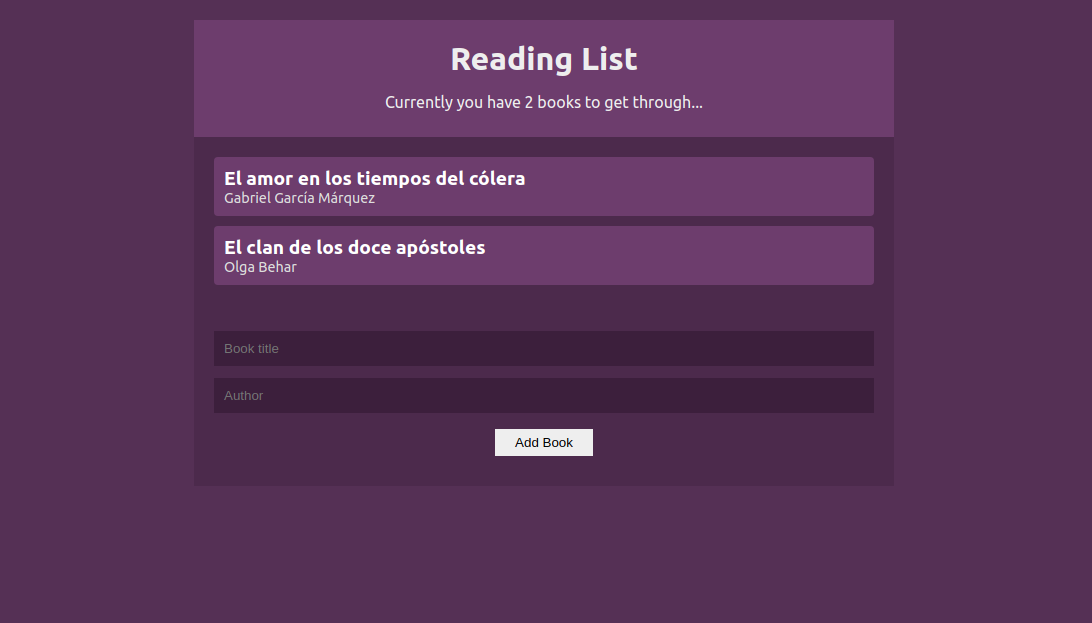 Reading List
Currently you have 2 books to get through...
El amor en los tiempos del cólera
Gabriel García Márquez
El clan de los doce apóstoles
Olga Behar
Book title
Author
Add Book